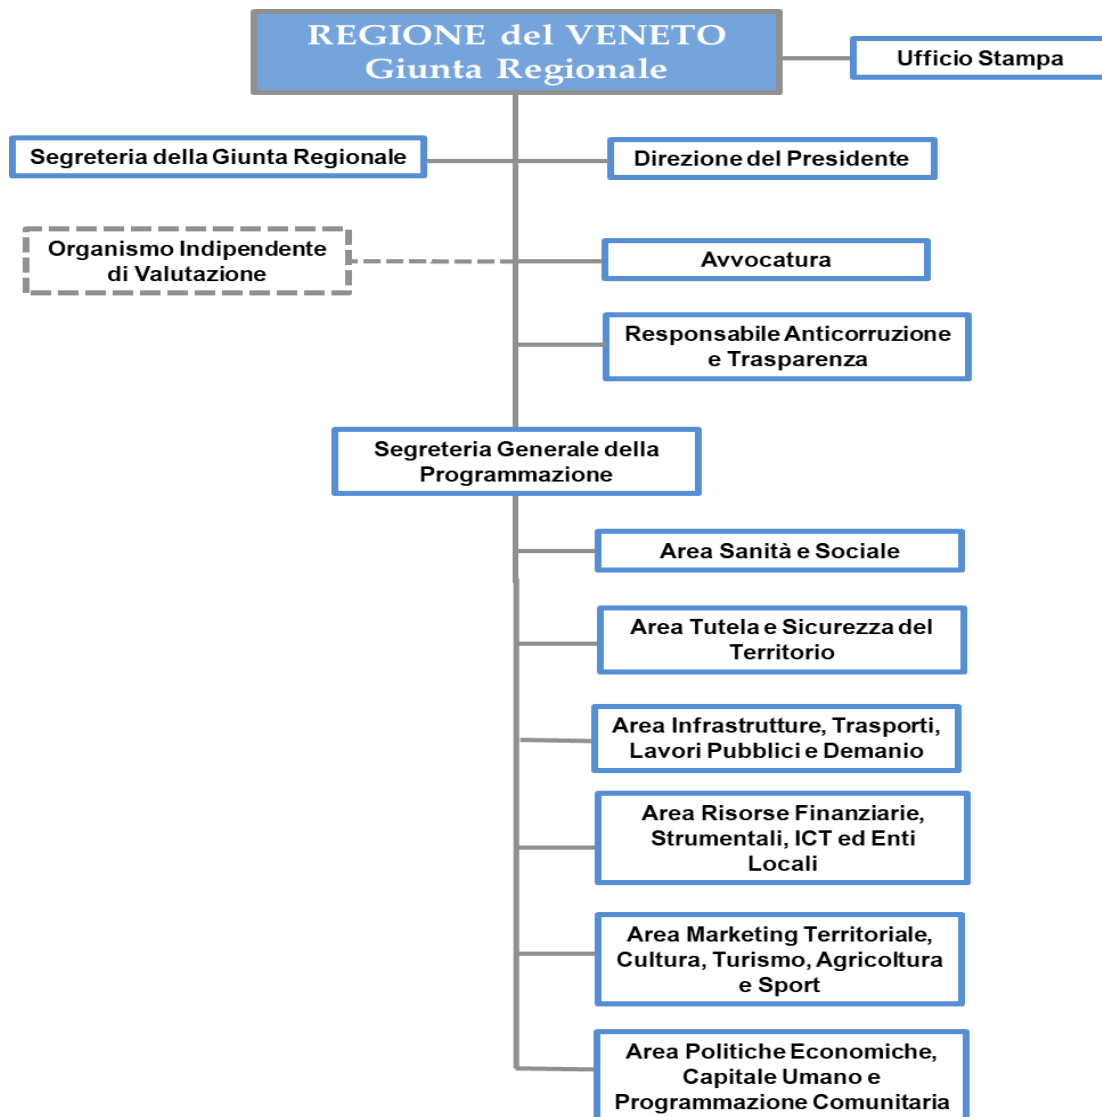 REGIONE del VENETO
Giunta Regionale
Ufficio Stampa
Segreteria della Giunta Regionale
Direzione del Presidente
Organismo Indipendente
di Valutazione
Avvocatura
Responsabile Anticorruzione
e Trasparenza
Segreteria Generale della
Programmazione
Area Sanità e Sociale
Area Tutela e Sicurezza del
Territorio
Area Infrastrutture, Trasporti,
Lavori Pubblici e Demanio
Area Risorse Finanziarie,
Strumentali, ICT ed Enti
Locali
Area Marketing Territoriale,
Cultura, Turismo, Agricoltura
e Sport
Area Politiche Economiche,
Capitale Umano e
Programmazione Comunitaria